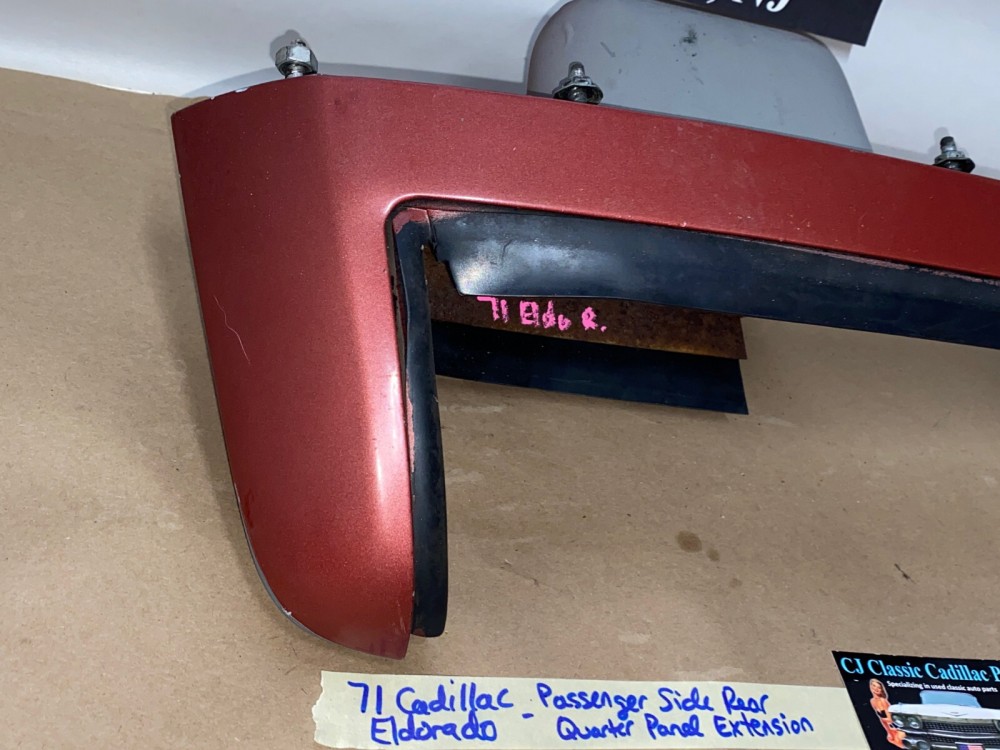 71 Eldo R.
71 Cadillac - Passenger Side Rear
Eldorado Quarter Panel Extension
CJ Classic Cadillac P
Specializing in used classic auto parts